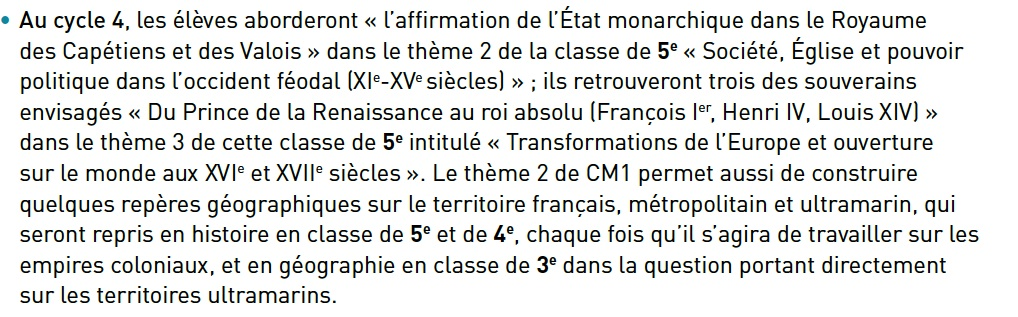 • Au cycle 4, les élèves aborderont « l’affirmation de l’État monarchique dans le Royaume
des Capétiens et des Valois » dans le thème 2 de la classe de 5e « Société, Église et pouvoir
politique dans l’occident féodal (XIe-XVe siècles) » ; ils retrouveront trois des souverains
envisagés « Du Prince de la Renaissance au roi absolu (François Ier, Henri IV, Louis XIV) »
dans le thème 3 de cette classe de 5e intitulé « Transformations de l’Europe et ouverture
sur le monde aux XVIe et XVIIe siècles ». Le thème 2 de CM1 permet aussi de construire
quelques repères géographiques sur le territoire français, métropolitain et ultramarin, qui
seront repris en histoire en classe de 5e et de 4e, chaque fois qu’il s’agira de travailler sur les
empires coloniaux, et en géographie en classe de 3e dans la question portant directement
sur les territoires ultramarins.